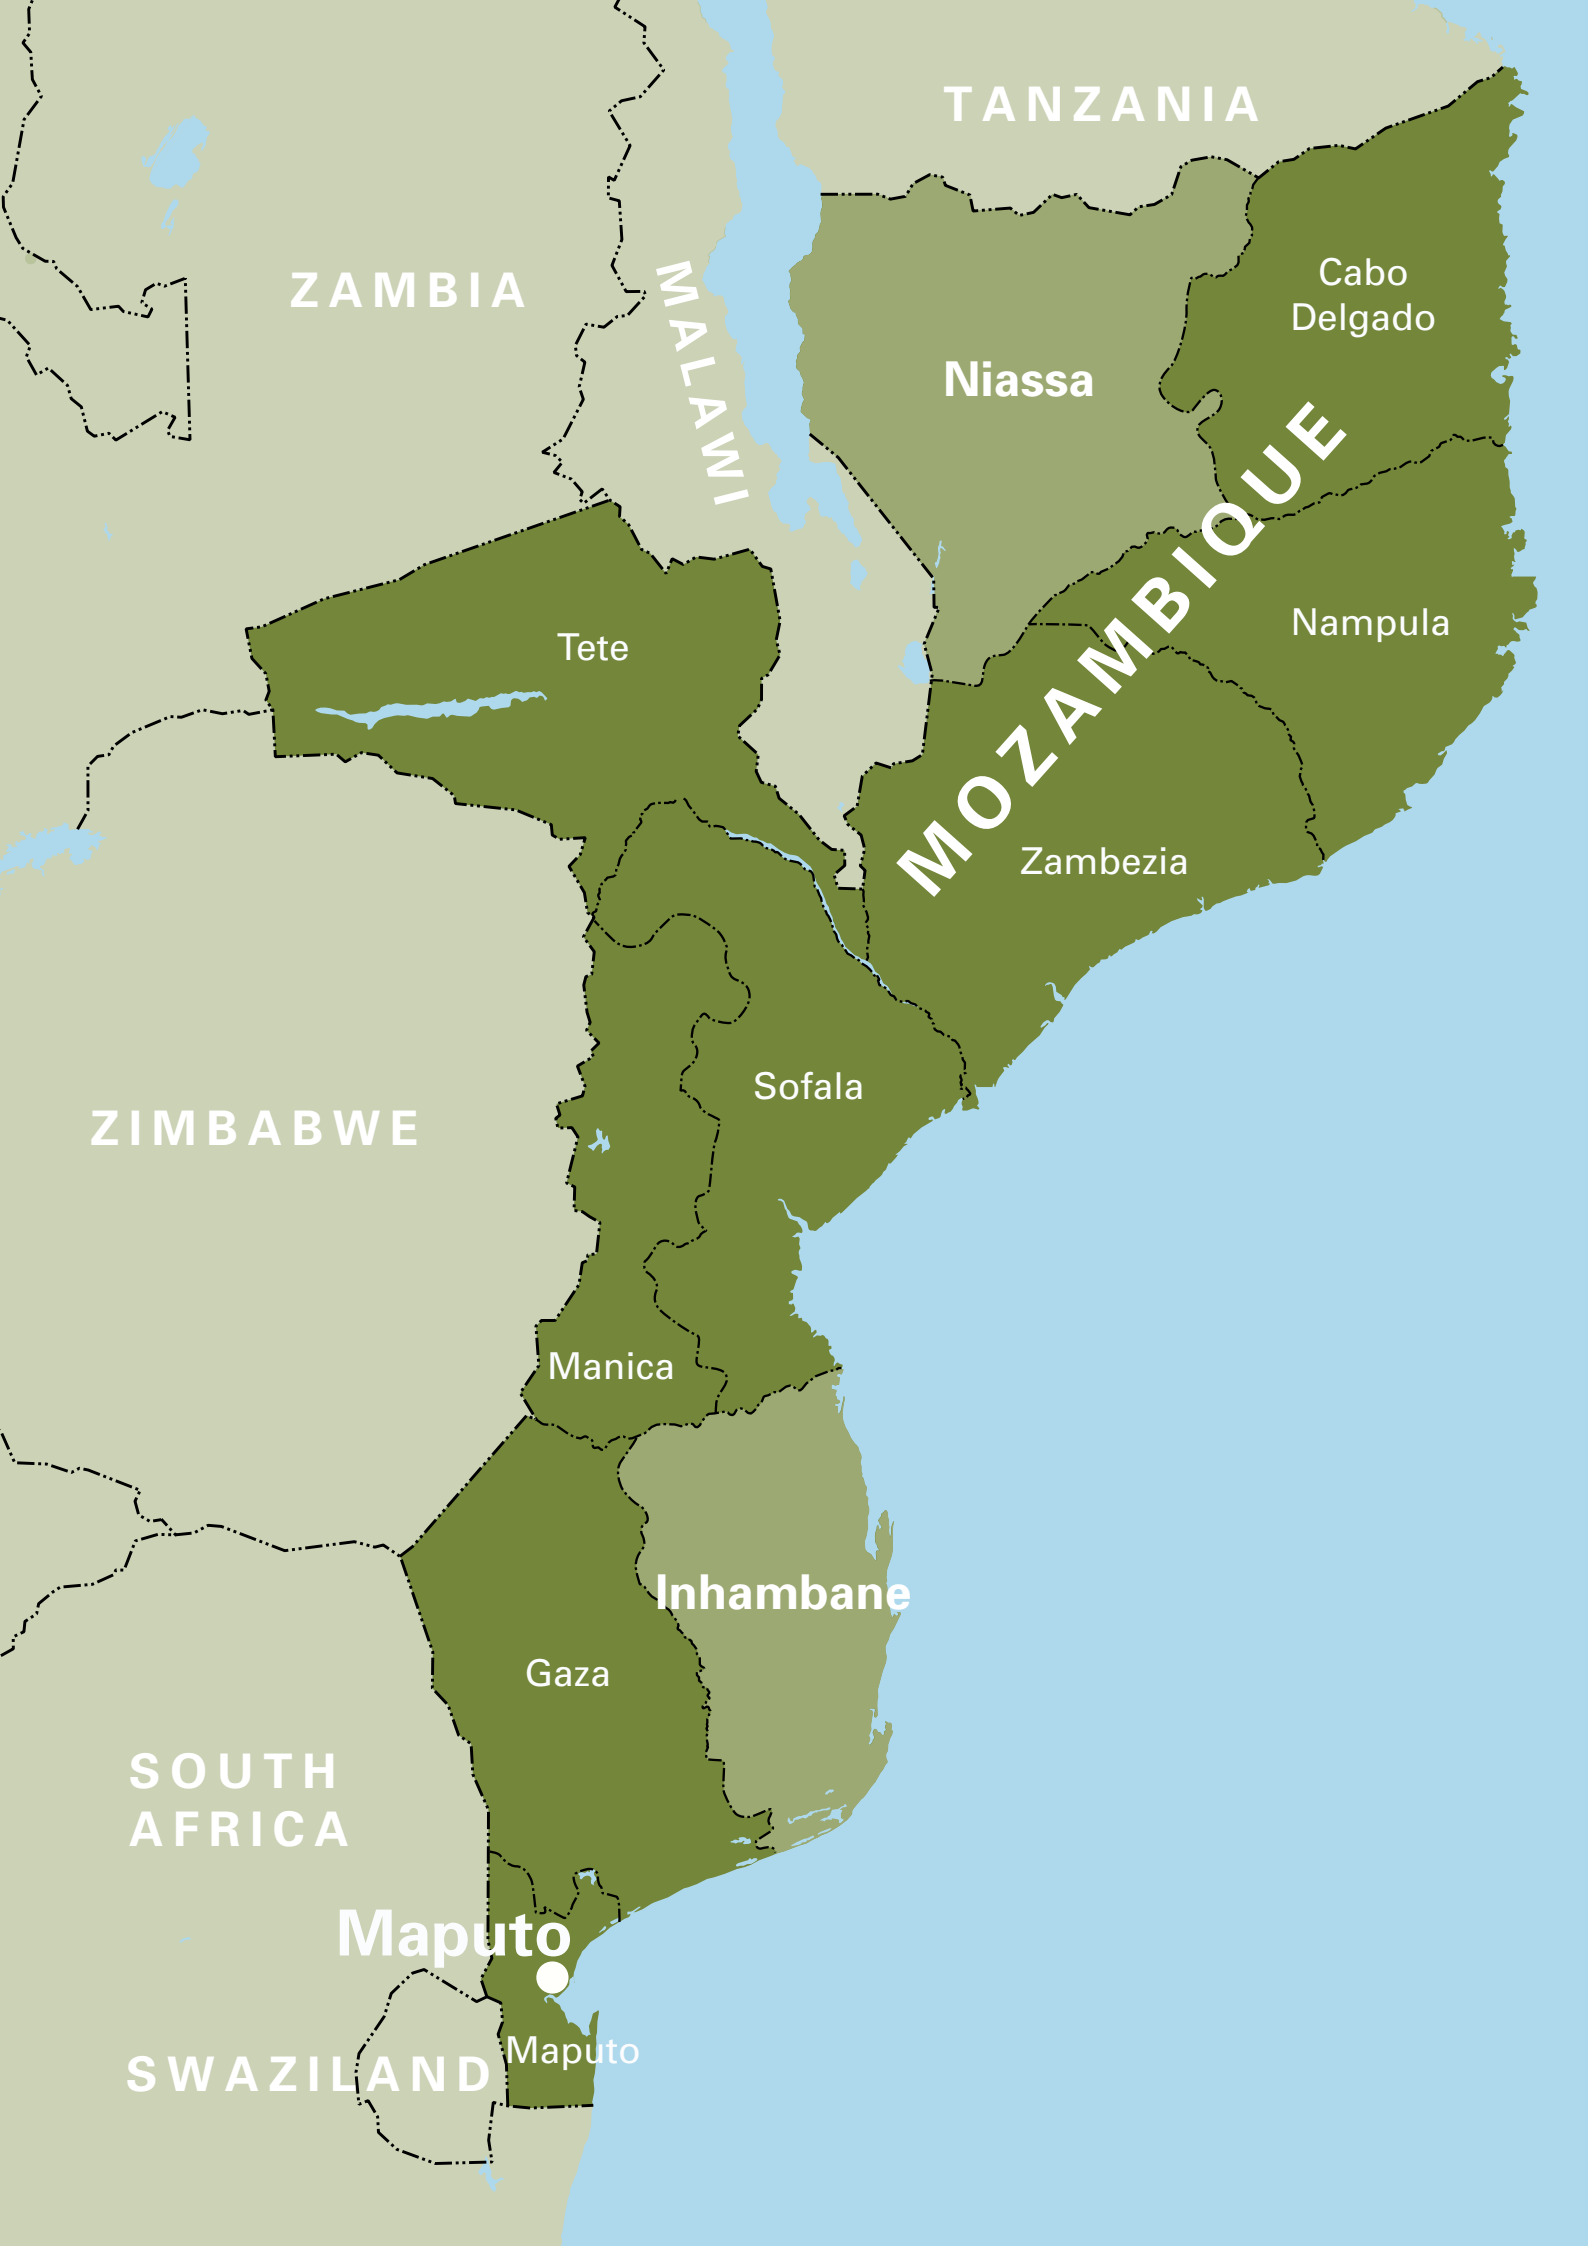 TANZANIA
ZAMBIA
MALAWI
Cabo
Delgado
Niassa
MOZAMBIQUE
Nampula
Tete
Zambezia
Sofala
ZIMBABWE
Manica
Inhambane
Gaza
SOUTH
AFRICA
Maputo
Maputo
SWAZILAND